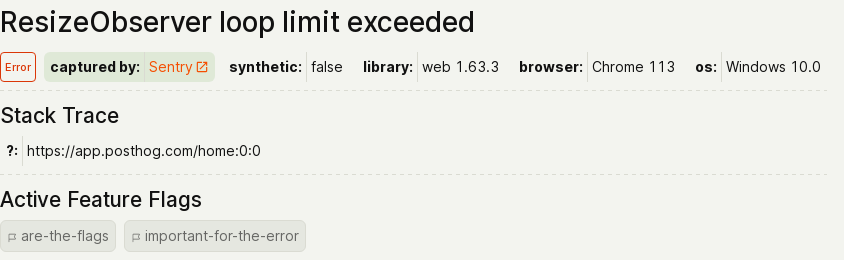 ResizeObserver loop limit exceeded
Error captured by: Sentry synthetic: false library: web 1.63.3 browser: Chrome 113 os: Windows 10.0
Stack Trace
?: https://app.posthog.com/home:0:0
Active Feature Flags
are-the-flags important-for-the-error